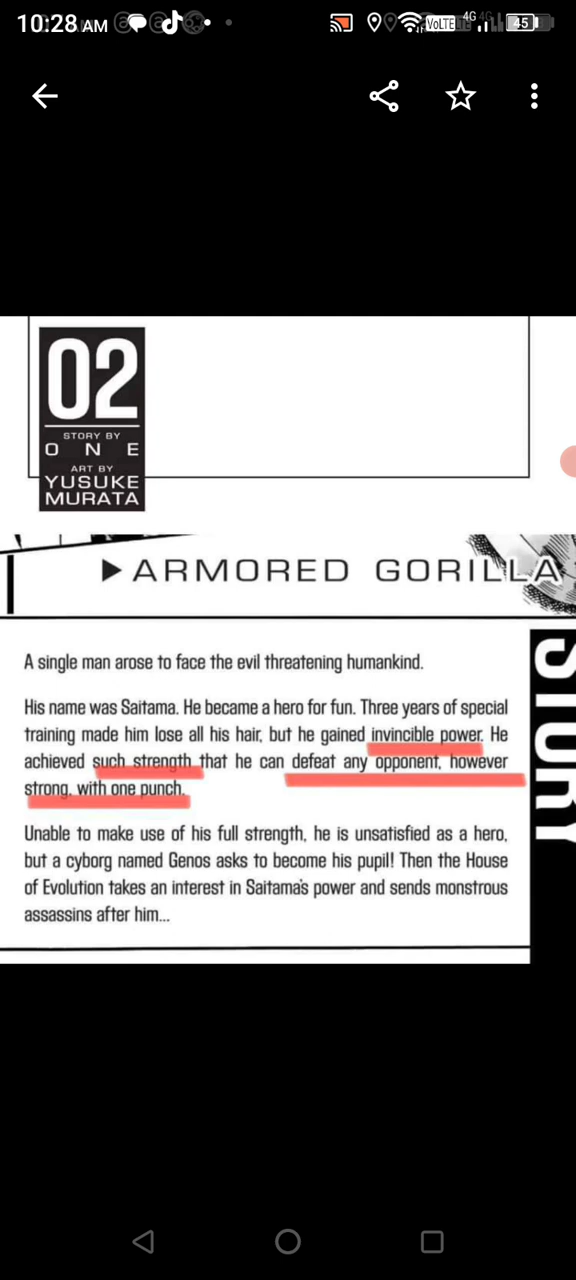 10:28 AM
VoLTE 4G 4G 45
02
STORY BY
ONE
ART BY
YUSUKE
MURATA
▶ARMORED GORILLA
STORY
A single man arose to face the evil threatening humankind.
His name was Saitama. He became a hero for fun. Three years of special
training made him lose all his hair, but he gained invincible power. He
achieved such strength that he can defeat any opponent, however
strong, with one punch.
Unable to make use of his full strength, he is unsatisfied as a hero,
but a cyborg named Genos asks to become his pupil! Then the House
of Evolution takes an interest in Saitama's power and sends monstrous
assassins after him...